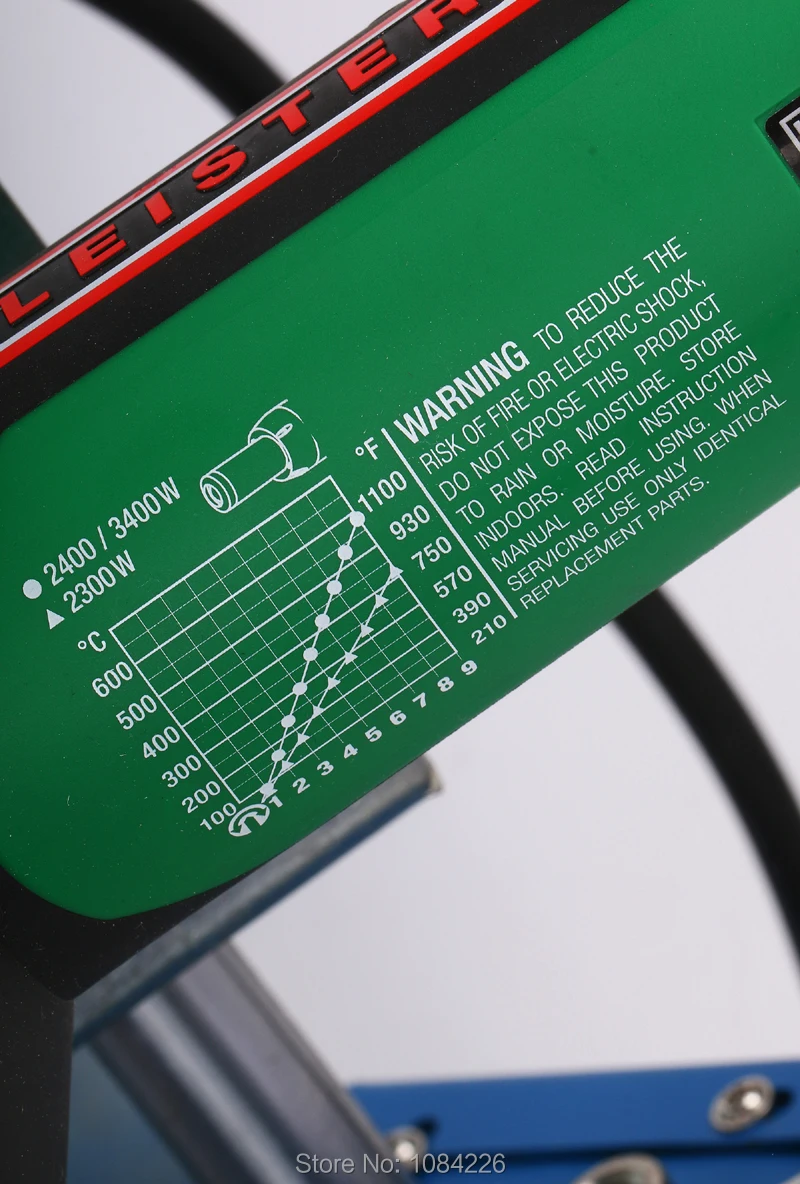 LEISTER
WARNING TO REDUCE THE
RISK OF FIRE OR ELECTRIC SHOCK,
DO NOT EXPOSE THIS PRODUCT
TO RAIN OR MOISTURE. STORE
INDOORS. READ INSTRUCTION
MANUAL BEFORE USING. WHEN
SERVICING USE ONLY IDENTICAL
REPLACEMENT PARTS.
● 2400 / 3400W
▲ 2300W
°C
600
500
400
300
200
100
°F
1100
930
750
570
390
210
1 2 3 4 5 6 7 8 9
Store No: 1084226